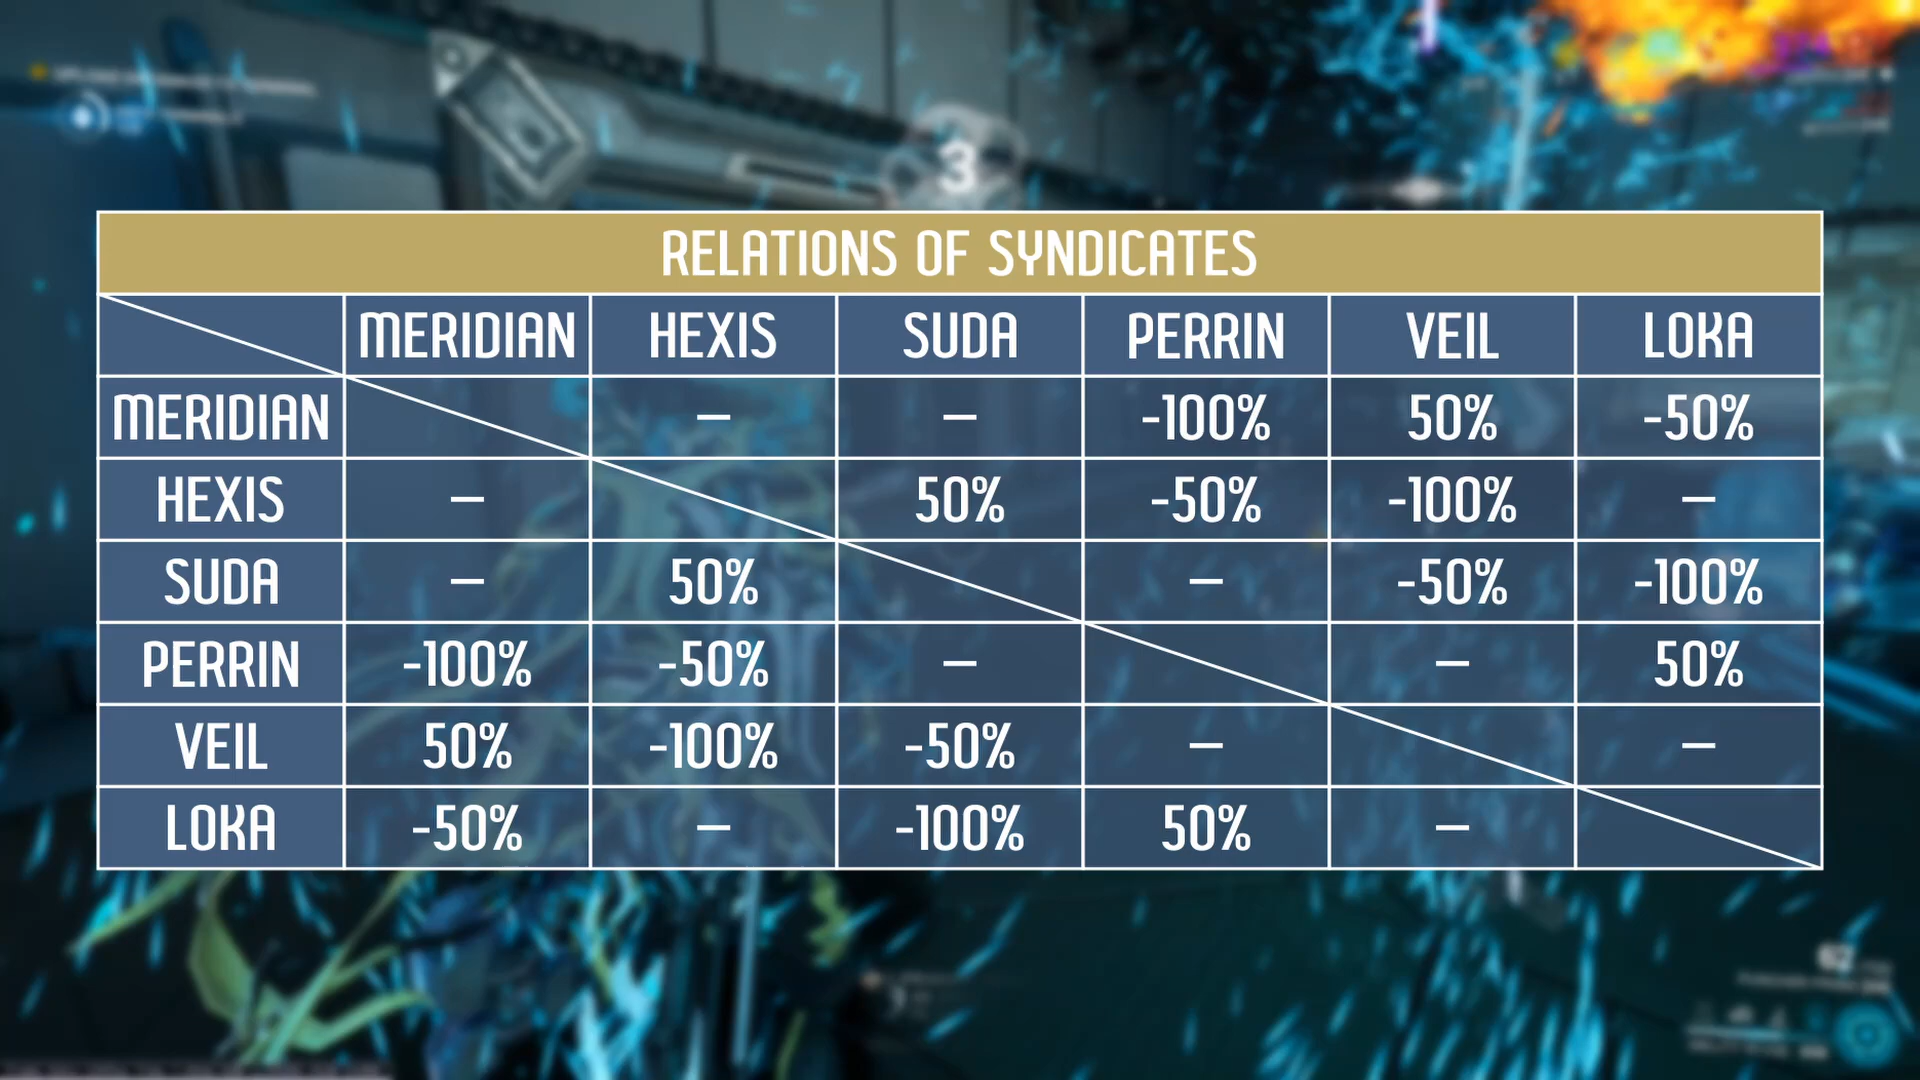 3
RELATIONS OF SYNDICATES
MERIDIAN HEXIS SUDA PERRIN VEIL LOKA
MERIDIAN — — -100% 50% -50%
HEXIS — 50% -50% -100% —
SUDA — 50% — -50% -100%
PERRIN -100% -50% — — 50%
VEIL 50% -100% -50% — —
LOKA -50% — -100% 50% —